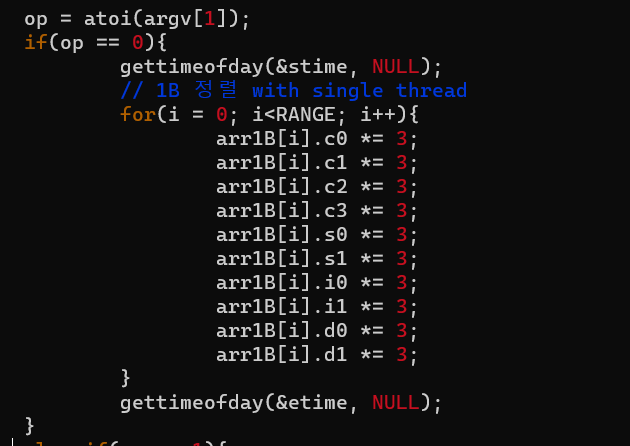 op = atoi(argv[1]);
if(op == 0){
gettimeofday(&stime, NULL);
// 1B 정렬 with single thread
for(i = 0; i<RANGE; i++){
arr1B[i].c0 *= 3;
arr1B[i].c1 *= 3;
arr1B[i].c2 *= 3;
arr1B[i].c3 *= 3;
arr1B[i].s0 *= 3;
arr1B[i].s1 *= 3;
arr1B[i].i0 *= 3;
arr1B[i].i1 *= 3;
arr1B[i].d0 *= 3;
arr1B[i].d1 *= 3;
}
gettimeofday(&etime, NULL);
}